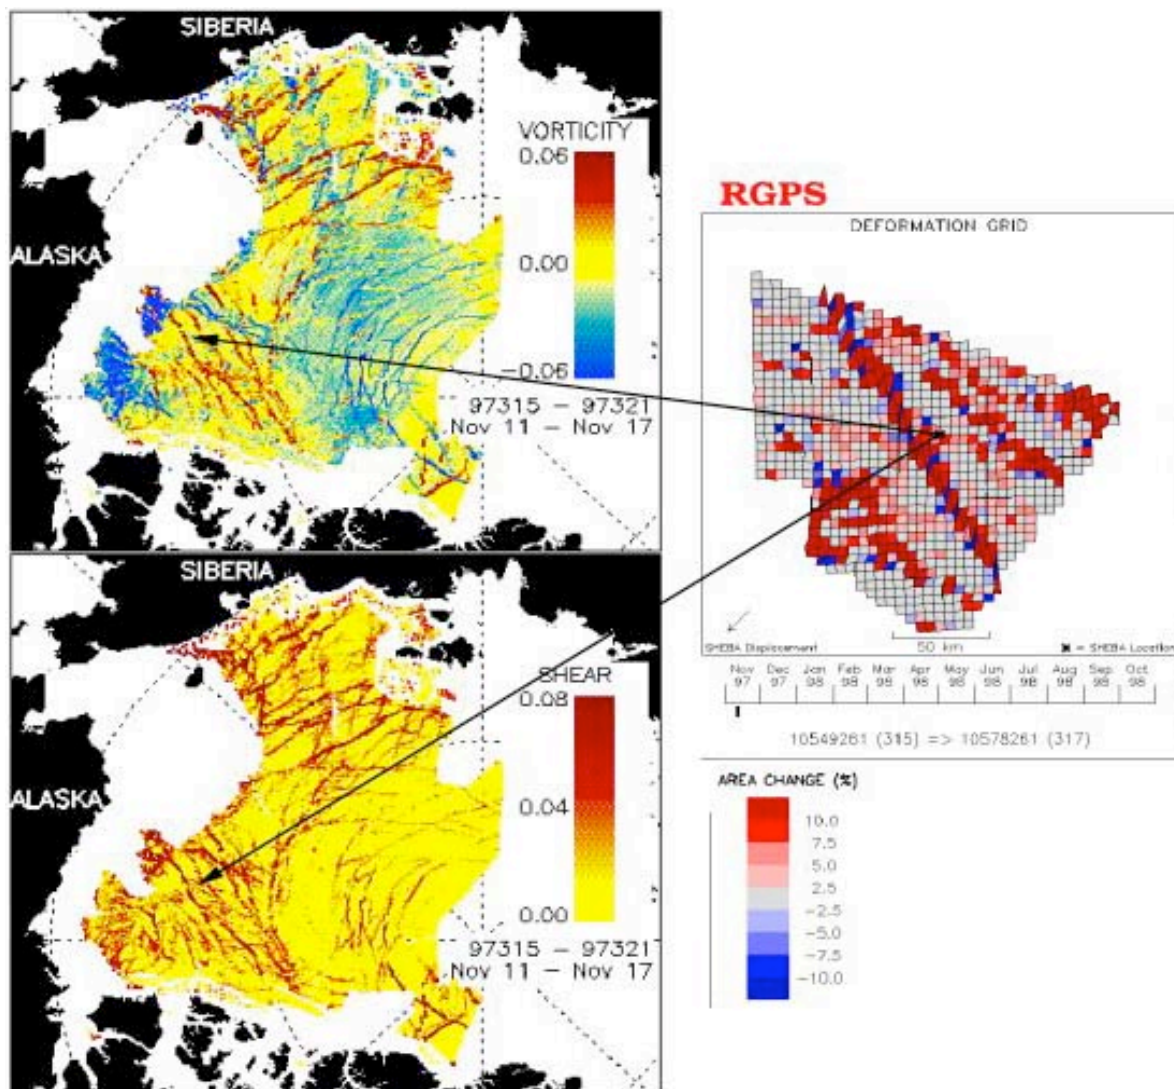 SIBERIA
VORTICITY
0.06
ALASKA
0.00
-0.06
97315 - 97321
Nov 11 - Nov 17
SIBERIA
SHEAR
0.08
ALASKA
0.04
0.00
97315 - 97321
Nov 11 - Nov 17
RGPS
DEFORMATION GRID
SHEBA Displacement
50 km
= SHEBA Location
Nov Dec Jan Feb Mar Apr May Jun Jul Aug Sep Oct
97 97 98 98 98 98 98 98 98 98 98 98
10549261 (315) => 10578261 (317)
AREA CHANGE (%)
10.0
7.5
5.0
2.5
-2.5
-5.0
-7.5
-10.0